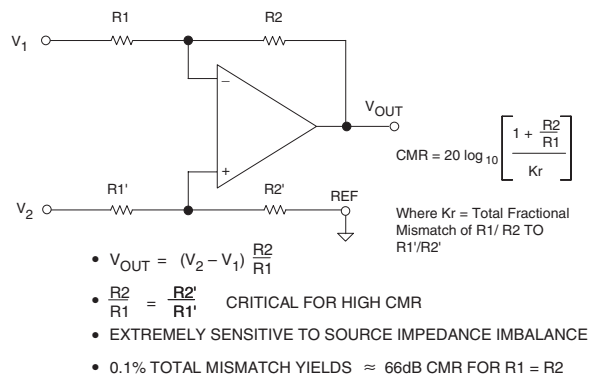 R1
R2
V1
–
+
VOUT
R1'
R2'
REF
V2
CMR = 20 log10 [ (1 + R2/R1) / Kr ]
Where Kr = Total Fractional
Mismatch of R1/ R2 TO
R1'/R2'
• VOUT = (V2 – V1) R2/R1
• R2/R1 = R2'/R1' CRITICAL FOR HIGH CMR
• EXTREMELY SENSITIVE TO SOURCE IMPEDANCE IMBALANCE
• 0.1% TOTAL MISMATCH YIELDS ≈ 66dB CMR FOR R1 = R2